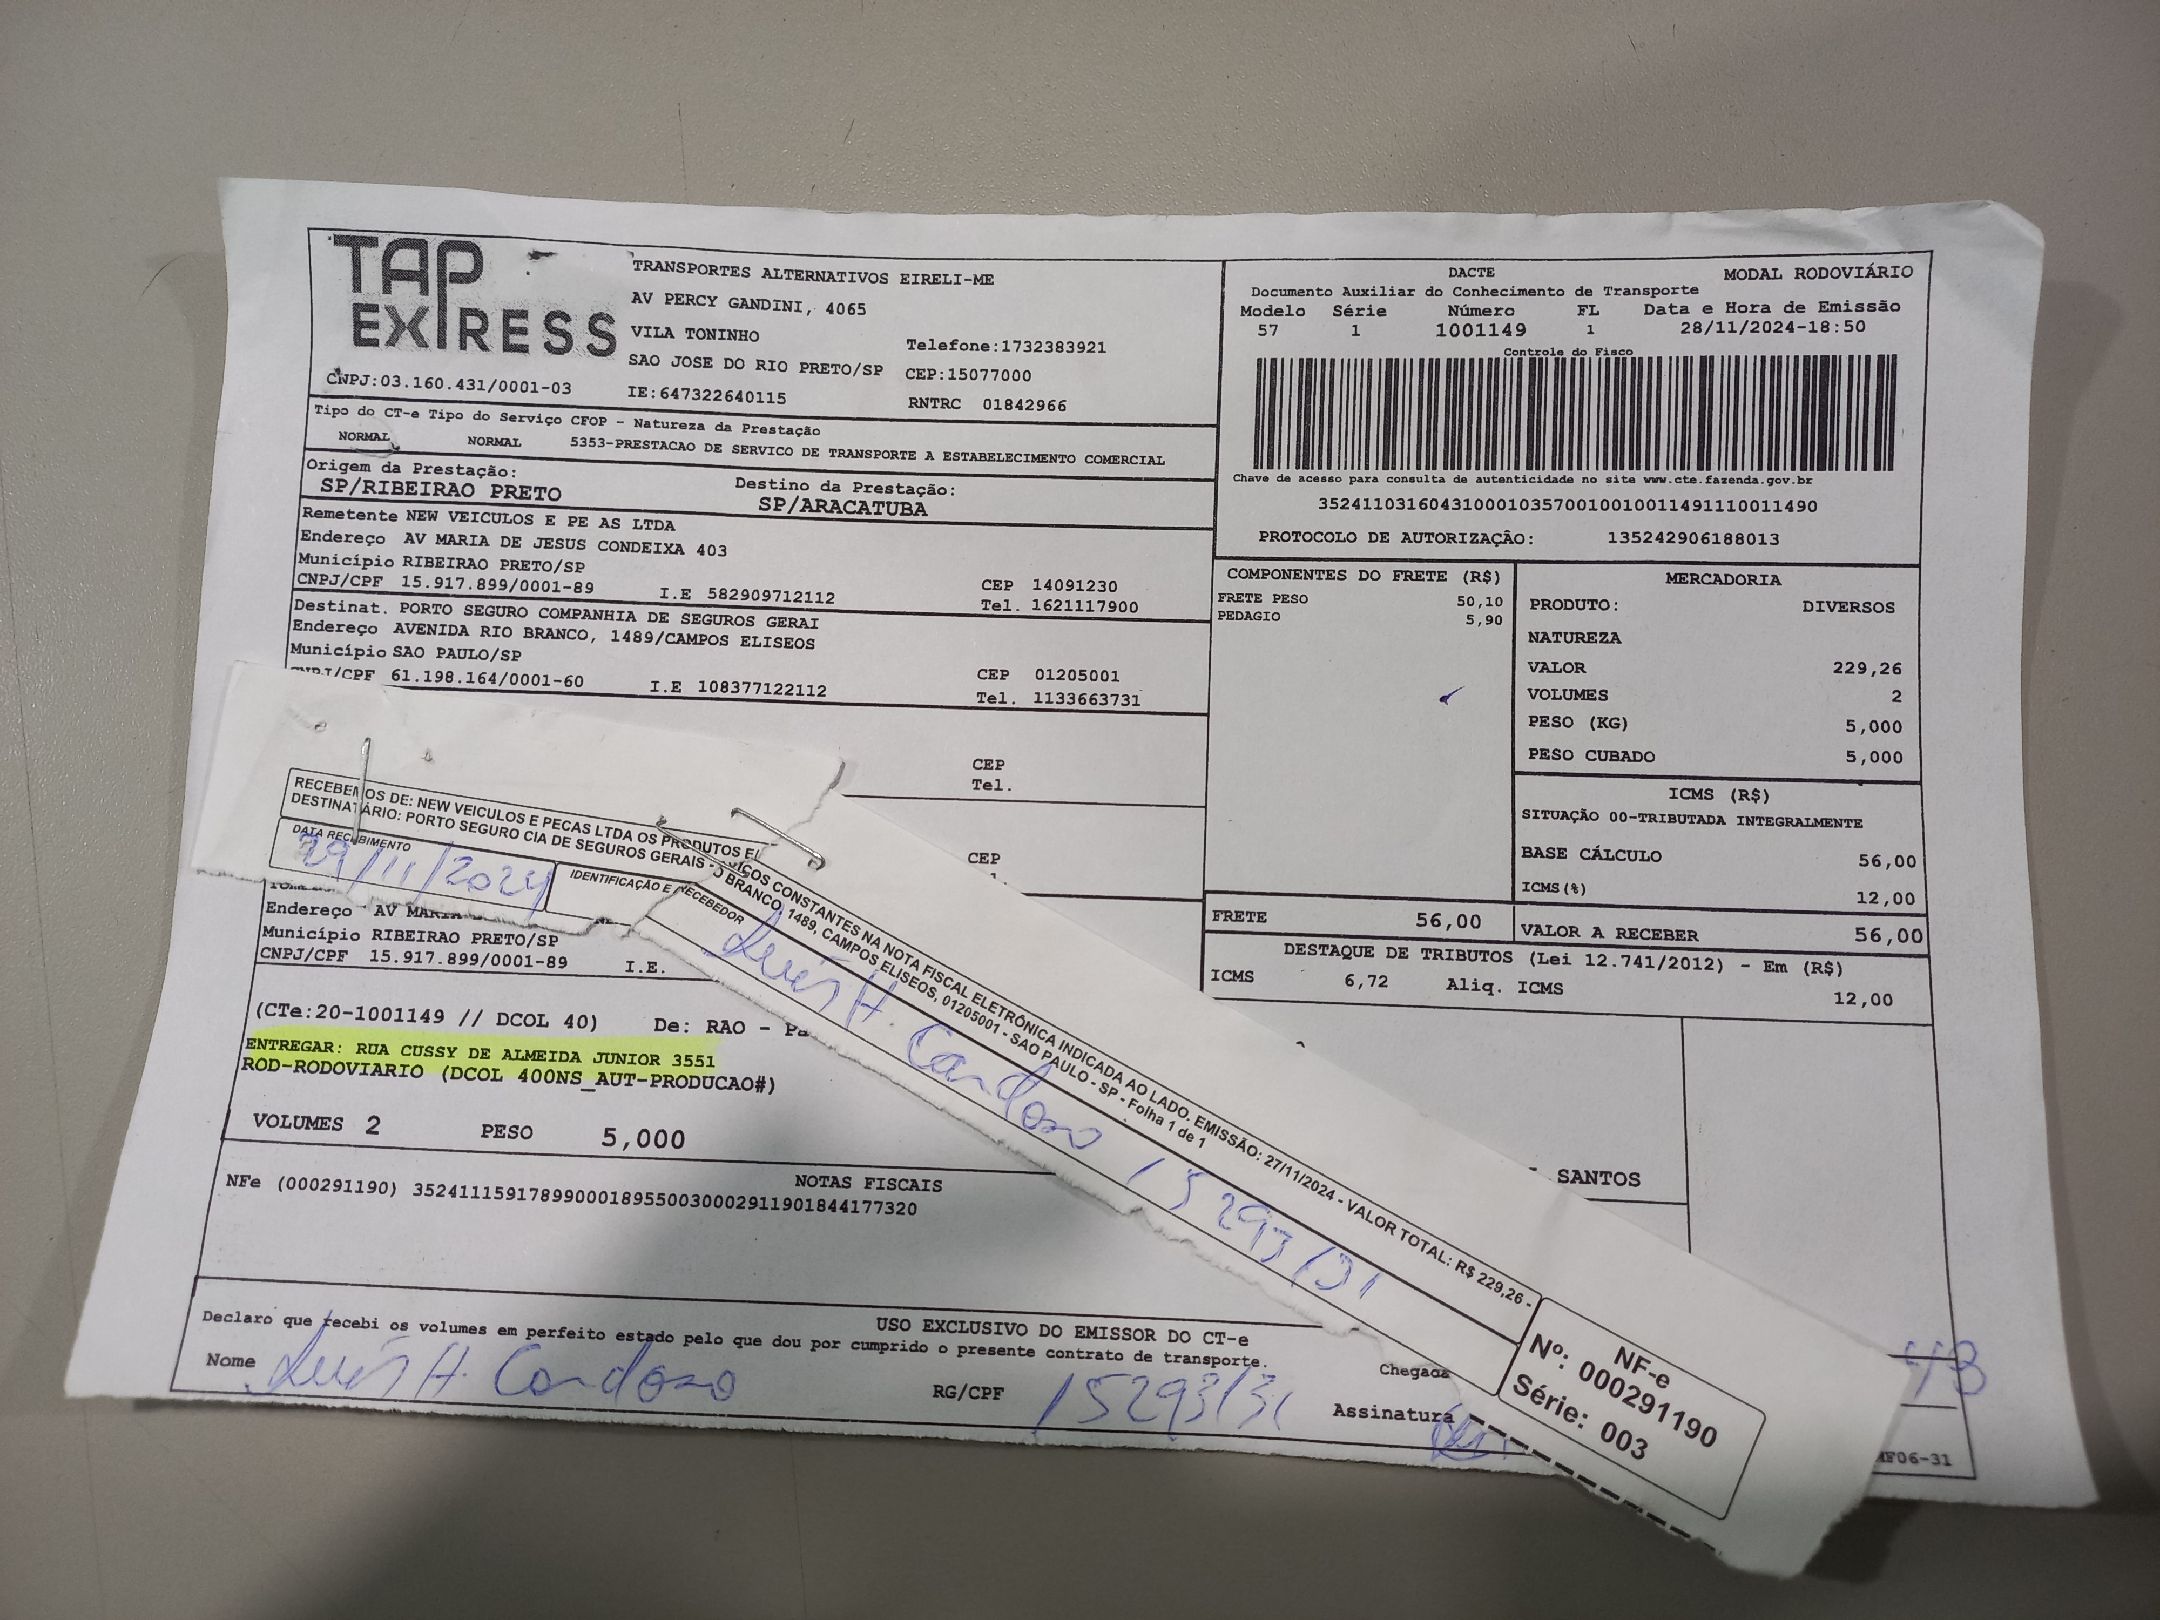 TAP
EXPRESS
TRANSPORTES ALTERNATIVOS EIRELI-ME
AV PERCY GANDINI, 4065
VILA TONINHO
Telefone:1732383921
SAO JOSE DO RIO PRETO/SP CEP:15077000
CNPJ:03.160.431/0001-03 IE:647322640115 RNTRC 01842966
Tipo do CT-e Tipo do Serviço CFOP - Natureza da Prestação
NORMAL NORMAL 5353-PRESTACAO DE SERVICO DE TRANSPORTE A ESTABELECIMENTO COMERCIAL
Origem da Prestação: Destino da Prestação:
SP/RIBEIRAO PRETO SP/ARACATUBA
Remetente NEW VEICULOS E PE AS LTDA
Endereço AV MARIA DE JESUS CONDEIXA 403
Município RIBEIRAO PRETO/SP CEP 14091230
CNPJ/CPF 15.917.899/0001-89 I.E 582909712112 Tel. 1621117900
Destinat. PORTO SEGURO COMPANHIA DE SEGUROS GERAI
Endereço AVENIDA RIO BRANCO, 1489/CAMPOS ELISEOS
Município SAO PAULO/SP CEP 01205001
CNPJ/CPF 61.198.164/0001-60 I.E 108377122112 Tel. 1133663731
CEP
Tel.
CEP
DACTE MODAL RODOVIÁRIO
Documento Auxiliar do Conhecimento de Transporte
Modelo Série Número FL Data e Hora de Emissão
57 1 1001149 1 28/11/2024-18:50
Controle do Fisco
Chave de acesso para consulta de autenticidade no site www.cte.fazenda.gov.br
35241103160431000103570010010011491110011490
PROTOCOLO DE AUTORIZAÇÃO: 135242906188013
COMPONENTES DO FRETE (R$)
FRETE PESO 50,10
PEDAGIO 5,90
MERCADORIA
PRODUTO: DIVERSOS
NATUREZA
VALOR 229,26
VOLUMES 2
PESO (KG) 5,000
PESO CUBADO 5,000
ICMS (R$)
SITUAÇÃO 00-TRIBUTADA INTEGRALMENTE
BASE CÁLCULO 56,00
ICMS(%) 12,00
FRETE 56,00 VALOR A RECEBER 56,00
DESTAQUE DE TRIBUTOS (Lei 12.741/2012) - Em (R$)
ICMS 6,72 Aliq. ICMS 12,00
SANTOS
RECEBEMOS DE: NEW VEICULOS E PECAS LTDA OS PRODUTOS E/ VIÇOS CONSTANTES NA NOTA FISCAL ELETRÔNICA INDICADA AO LADO. EMISSÃO: 27/11/2024 - VALOR TOTAL: R$ 229,26 -
DESTINATÁRIO: PORTO SEGURO CIA DE SEGUROS GERAIS - O BRANCO, 1489, CAMPOS ELISEOS, 01205001 - SAO PAULO - SP - Folha 1 de 1
DATA RECEBIMENTO IDENTIFICAÇÃO E RECEBEDOR
29/11/2024 Luis H. Cardoso 15293131
NF-e
Nº: 000291190
Série: 003
Endereço AV MARIA
Município RIBEIRAO PRETO/SP
CNPJ/CPF 15.917.899/0001-89 I.E.
(CTe:20-1001149 // DCOL 40) De: RAO -
ENTREGAR: RUA CUSSY DE ALMEIDA JUNIOR 3551
ROD-RODOVIARIO (DCOL 400NS_AUT-PRODUCAO#)
VOLUMES 2 PESO 5,000
NOTAS FISCAIS
NFe (000291190) 35241115917899000189550030002911901844177320
USO EXCLUSIVO DO EMISSOR DO CT-e
Declaro que recebi os volumes em perfeito estado pelo que dou por cumprido o presente contrato de transporte.
Nome Luis H. Cardoso RG/CPF 15293131 Chegada
Assinatura